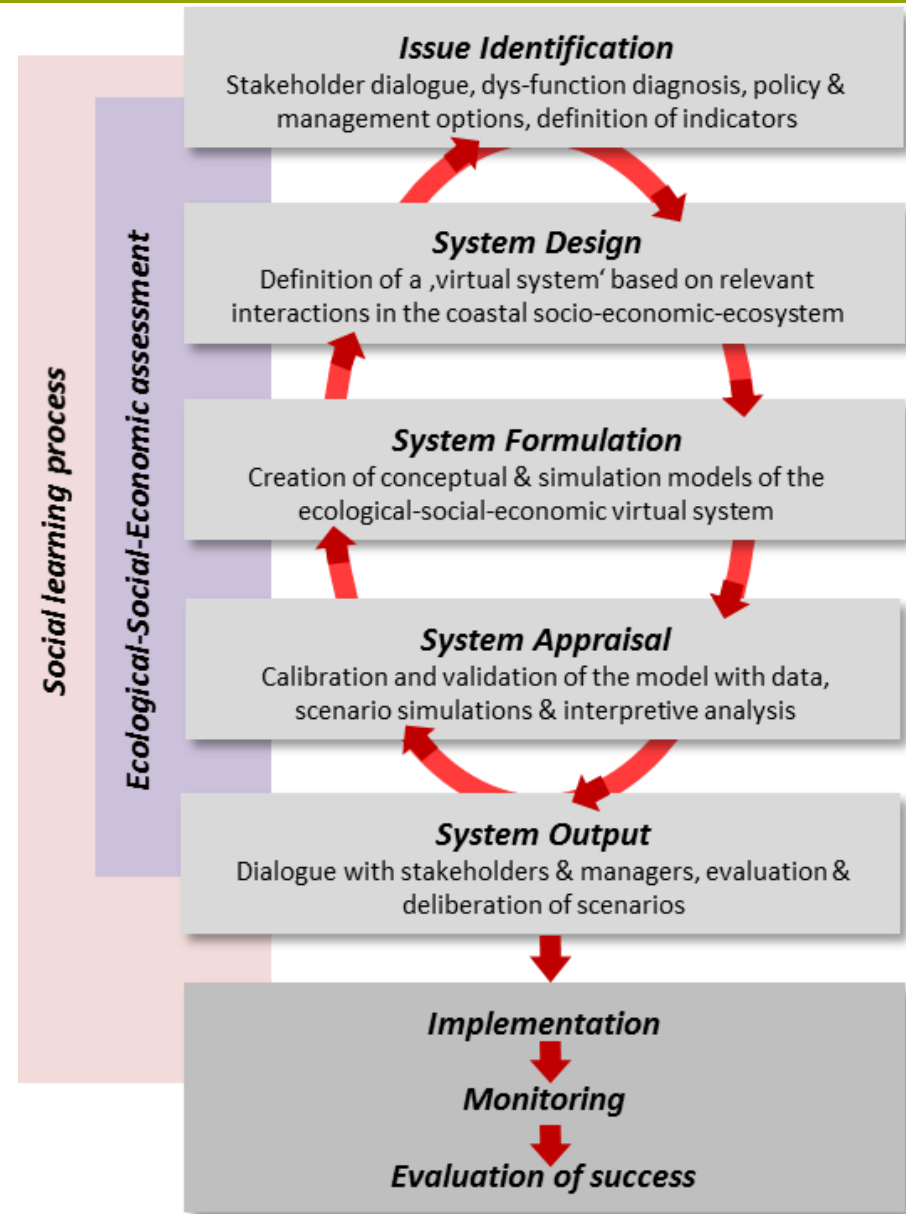 Issue Identification
Stakeholder dialogue, dys-function diagnosis, policy &
management options, definition of indicators
System Design
Definition of a ‚virtual system‘ based on relevant
interactions in the coastal socio-economic-ecosystem
System Formulation
Creation of conceptual & simulation models of the
ecological-social-economic virtual system
System Appraisal
Calibration and validation of the model with data,
scenario simulations & interpretive analysis
System Output
Dialogue with stakeholders & managers, evaluation &
deliberation of scenarios
Implementation
Monitoring
Evaluation of success
Social learning process
Ecological-Social-Economic assessment